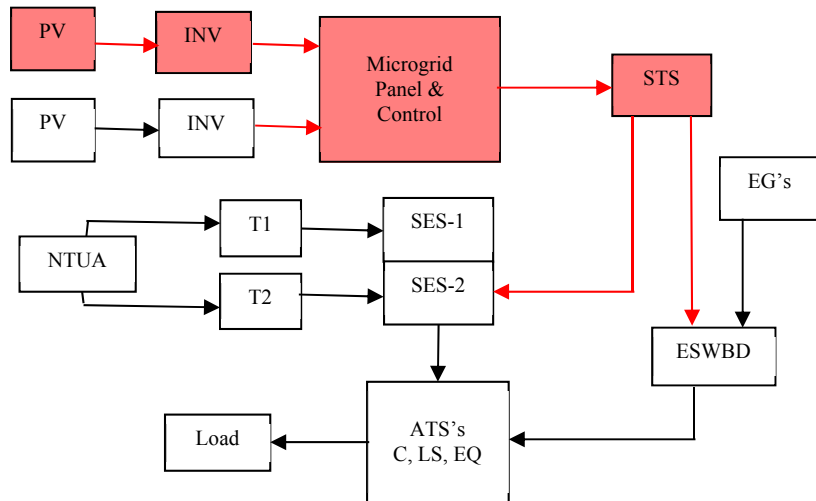 PV
INV
Microgrid
Panel &
Control
STS
PV
INV
EG’s
T1
SES-1
NTUA
T2
SES-2
ESWBD
Load
ATS’s
C, LS, EQ